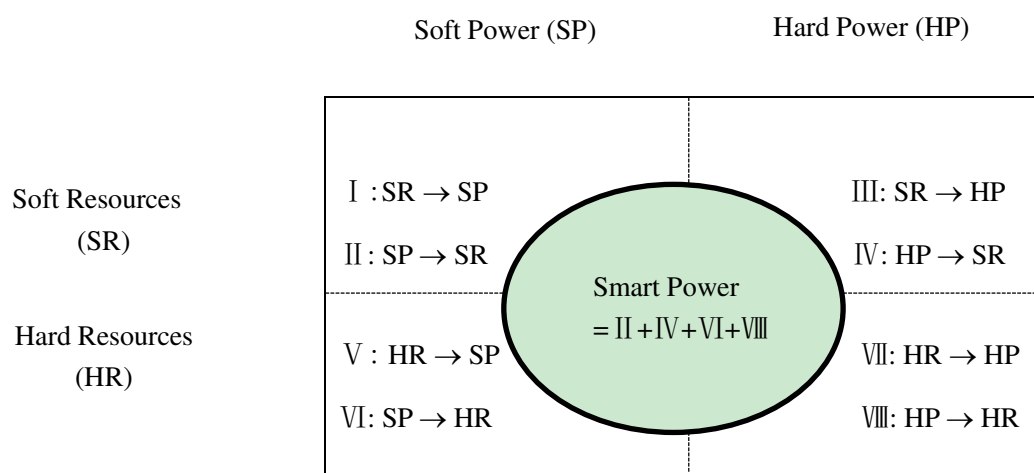 Soft Power (SP)
Hard Power (HP)
Soft Resources
(SR)
Ⅰ : SR → SP
Ⅱ : SP → SR
Ⅲ: SR → HP
Ⅳ: HP → SR
Smart Power
= Ⅱ+Ⅳ+Ⅵ+Ⅷ
Hard Resources
(HR)
Ⅴ : HR → SP
Ⅵ: SP → HR
Ⅶ: HR → HP
Ⅷ: HP → HR